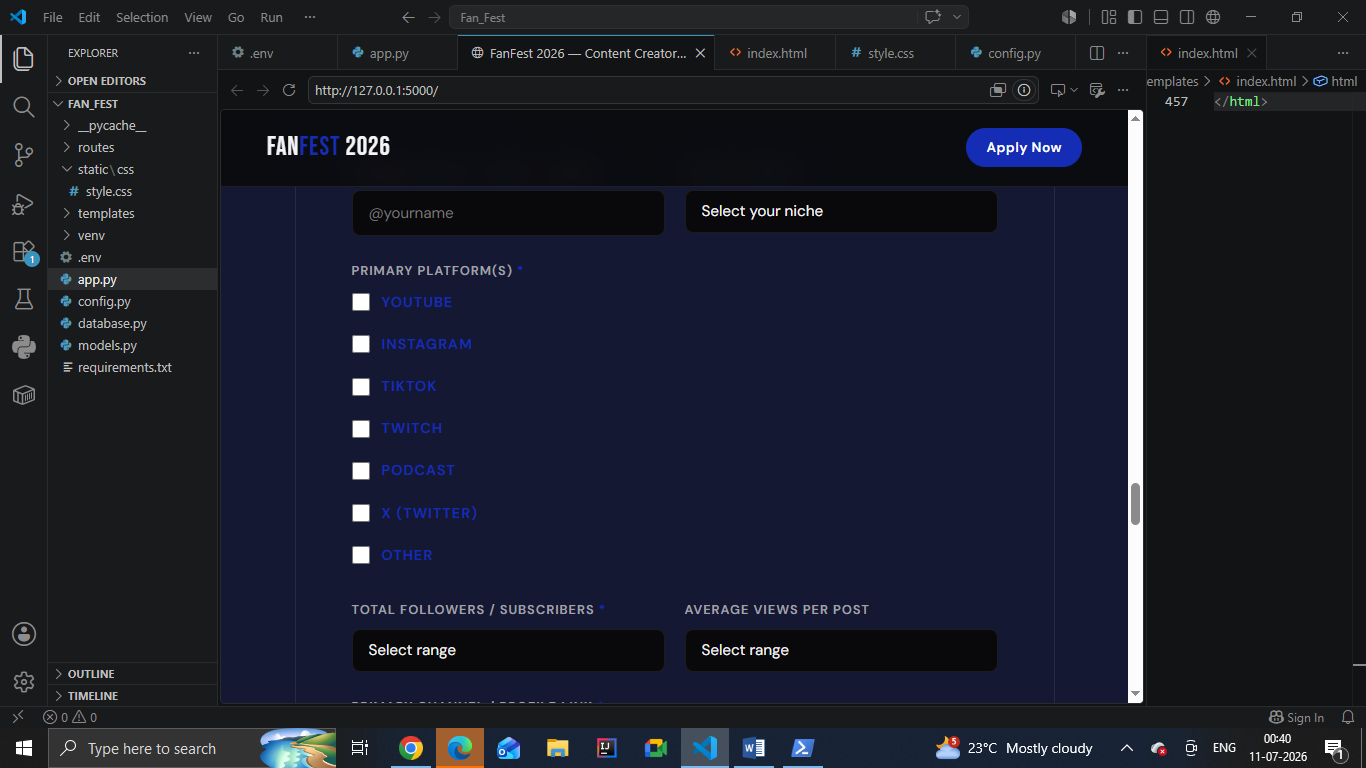 File Edit Selection View Go Run ··· Fan_Fest
EXPLORER ···
OPEN EDITORS
FAN_FEST
__pycache__
routes
static\css
# style.css
templates
venv
.env
app.py
config.py
database.py
models.py
requirements.txt
OUTLINE
TIMELINE
1
.env app.py FanFest 2026 — Content Creator... index.html # style.css config.py ···
http://127.0.0.1:5000/ ···
FANFEST 2026 Apply Now
@yourname Select your niche
PRIMARY PLATFORM(S) *
YOUTUBE
INSTAGRAM
TIKTOK
TWITCH
PODCAST
X (TWITTER)
OTHER
TOTAL FOLLOWERS / SUBSCRIBERS * AVERAGE VIEWS PER POST
Select range Select range
index.html ···
emplates > index.html > html
457 </html>
0 0 Sign In
Type here to search 5 23°C Mostly cloudy ENG 00:40
11-07-2026 1